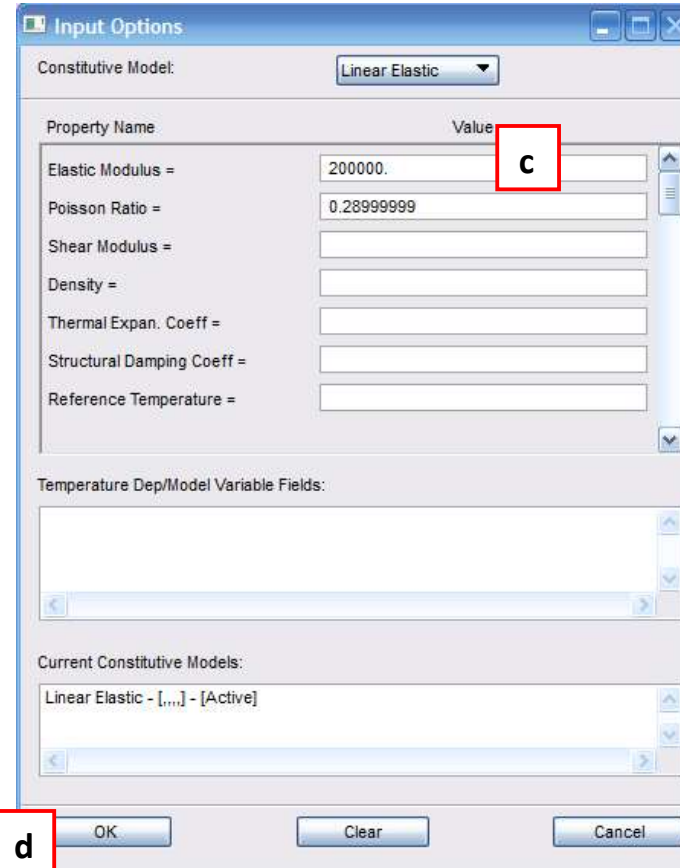 Input Options
Constitutive Model: Linear Elastic
Property Name Value
c
Elastic Modulus = 200000.
Poisson Ratio = 0.28999999
Shear Modulus =
Density =
Thermal Expan. Coeff =
Structural Damping Coeff =
Reference Temperature =
Temperature Dep/Model Variable Fields:
Current Constitutive Models:
Linear Elastic - [,,,,] - [Active]
d OK Clear Cancel